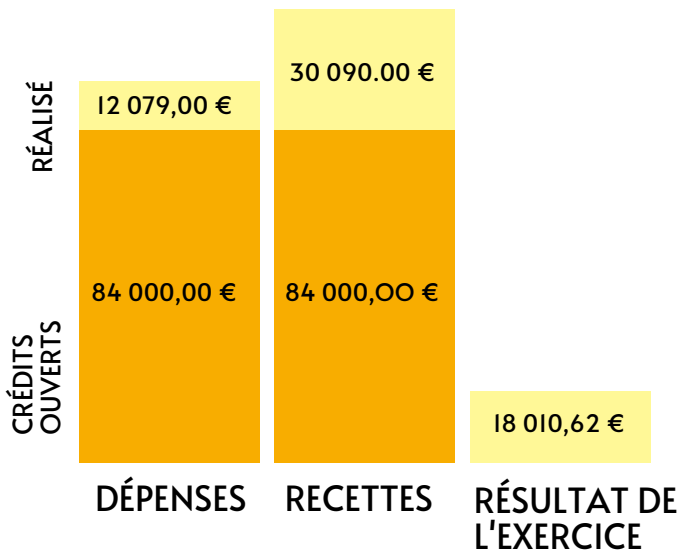 RÉALISÉ
12 079,00 €
30 090.00 €
CRÉDITS
OUVERTS
84 000,00 €
84 000,OO €
18 010,62 €
DÉPENSES
RECETTES
RÉSULTAT DE
L'EXERCICE